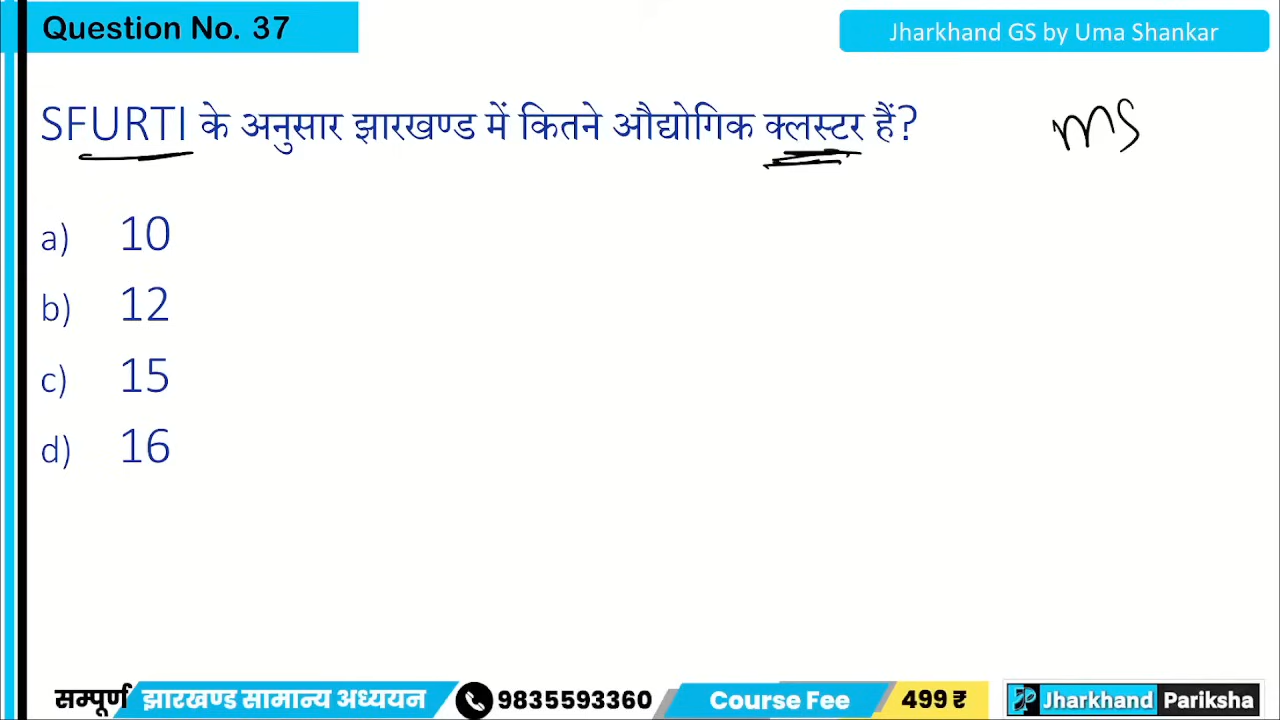 Question No. 37
Jharkhand GS by Uma Shankar
SFURTI के अनुसार झारखण्ड में कितने औद्योगिक क्लस्टर हैं?
ms
a) 10
b) 12
c) 15
d) 16
सम्पूर्ण झारखण्ड सामान्य अध्ययन 9835593360 Course Fee 499 ₹ JP Jharkhand Pariksha